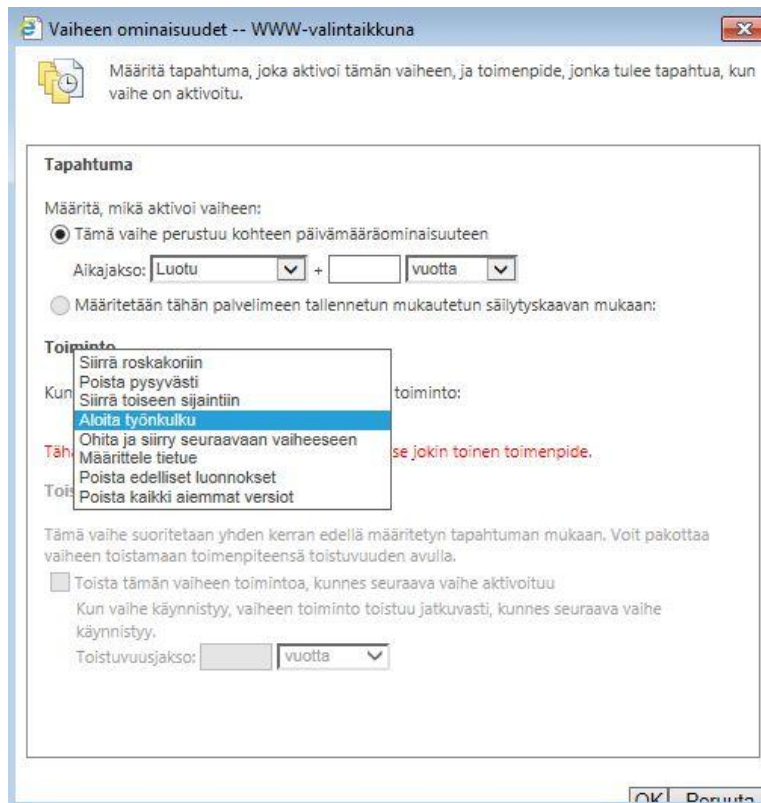 Vaiheen ominaisuudet -- WWW-valintaikkuna
Määritä tapahtuma, joka aktivoi tämän vaiheen, ja toimenpide, jonka tulee tapahtua, kun
vaihe on aktivoitu.
Tapahtuma
Määritä, mikä aktivoi vaiheen:
Tämä vaihe perustuu kohteen päivämääräominaisuuteen
Aikajakso: Luotu + vuotta
Määritetään tähän palvelimeen tallennetun mukautetun säilytyskaavan mukaan:
Toiminto
Siirrä roskakoriin
Poista pysyvästi
Kun toiminto:
Siirrä toiseen sijaintiin
Aloita työnkulku
Ohita ja siirry seuraavaan vaiheeseen
Tähä se jokin toinen toimenpide.
Määrittele tietue
Poista edelliset luonnokset
Tois
Poista kaikki aiemmat versiot
Tämä vaihe suoritetaan yhden kerran edellä määritetyn tapahtuman mukaan. Voit pakottaa
vaiheen toistamaan toimenpiteensä toistuvuuden avulla.
Toista tämän vaiheen toimintoa, kunnes seuraava vaihe aktivoituu
Kun vaihe käynnistyy, vaiheen toiminto toistuu jatkuvasti, kunnes seuraava vaihe
käynnistyy.
Toistuvuusjakso: vuotta
OK Peruuta